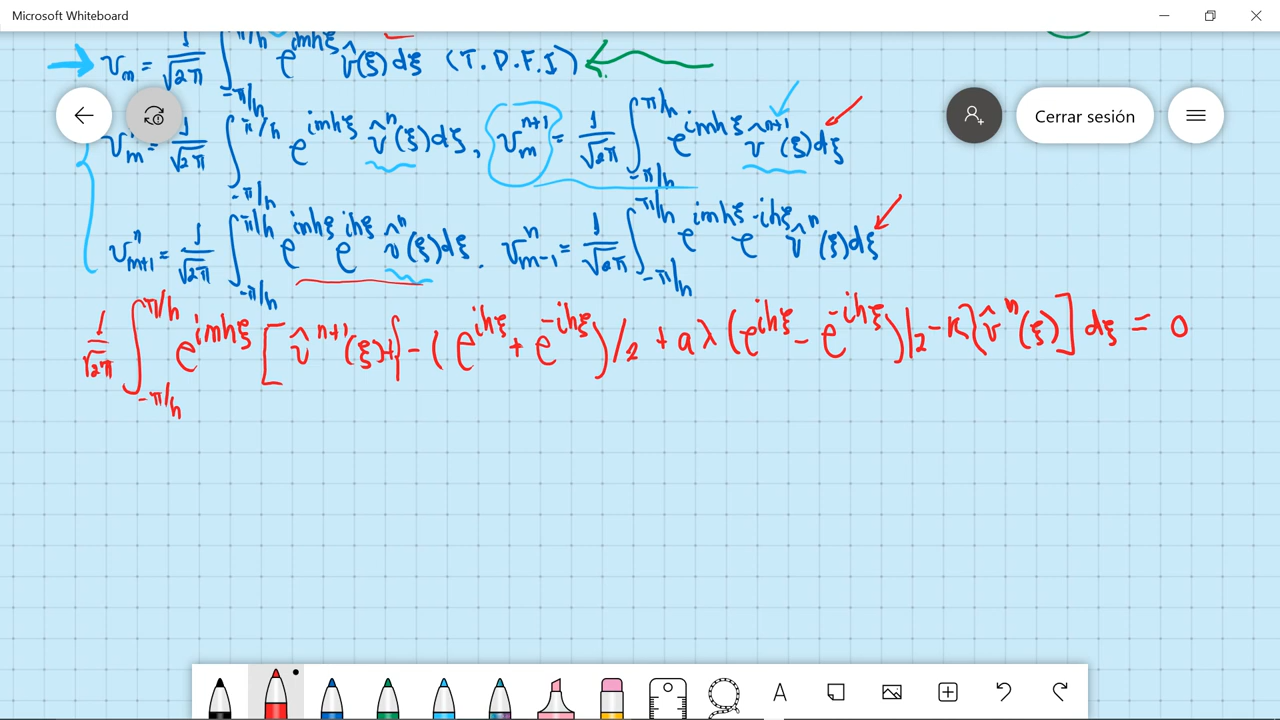 Microsoft Whiteboard
v_m = 1/√2π ∫_{-π/h}^{π/h} e^{imhξ} v̂(ξ)dξ (T.D.F.I)
Cerrar sesión
v_m^n = 1/√2π ∫_{-π/h}^{π/h} e^{imhξ} v̂^n(ξ)dξ, v_m^{n+1} = 1/√2π ∫_{-π/h}^{π/h} e^{imhξ} v̂^{n+1}(ξ)dξ
v_{m+1}^n = 1/√2π ∫_{-π/h}^{π/h} e^{imhξ} e^{ihξ} v̂^n(ξ)dξ. v_{m-1}^n = 1/√2π ∫_{-π/h}^{π/h} e^{imhξ} e^{-ihξ} v̂^n(ξ)dξ
1/√2π ∫_{-π/h}^{π/h} e^{imhξ} [v̂^{n+1}(ξ)+{-(e^{ihξ}+e^{-ihξ})/2 + aλ(e^{ihξ}-e^{-ihξ})/2 - k}v̂^n(ξ)] dξ = 0
A